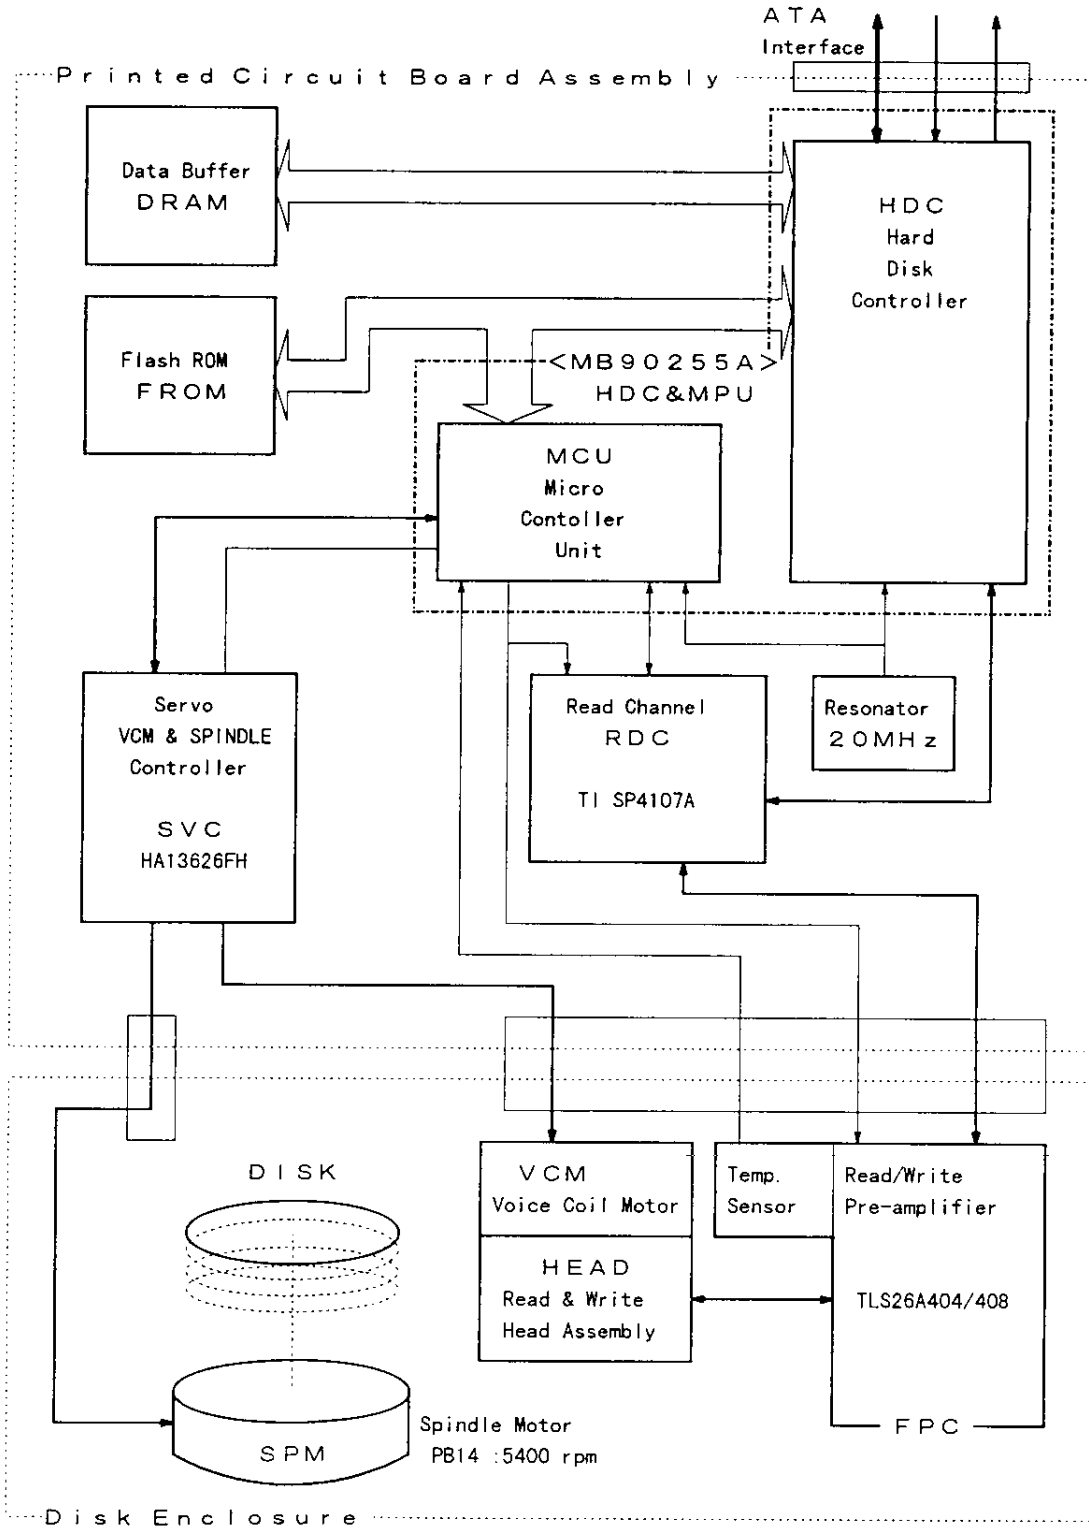 ATA
Interface
Printed Circuit Board Assembly
Data Buffer
DRAM
HDC
Hard
Disk
Controller
Flash ROM
FROM
<MB90255A>
HDC&MPU
MCU
Micro
Contoller
Unit
Servo
VCM & SPINDLE
Controller
SVC
HA13626FH
Read Channel
RDC
TI SP4107A
Resonator
20MHz
DISK
VCM
Voice Coil Motor
HEAD
Read & Write
Head Assembly
Temp.
Sensor
Read/Write
Pre-amplifier
TLS26A404/408
FPC
SPM
Spindle Motor
PB14 :5400 rpm
Disk Enclosure